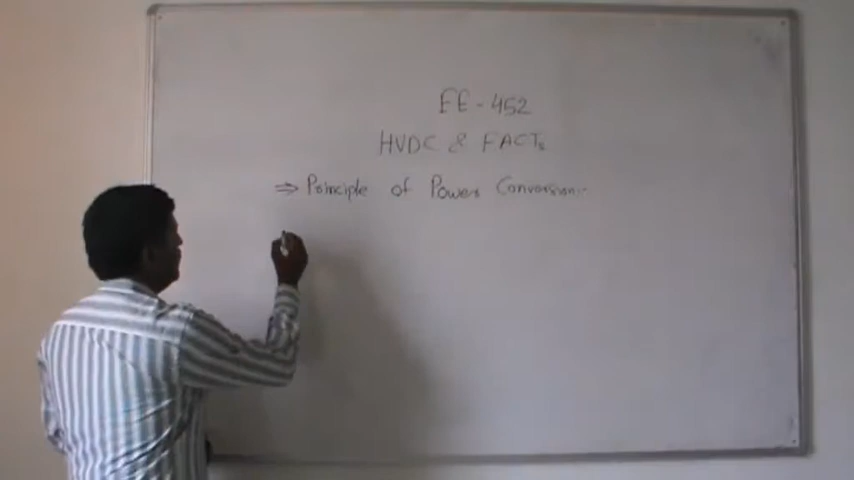 EE - 452
HVDC & FACTs
⇒ Principle of Power Conversion:-